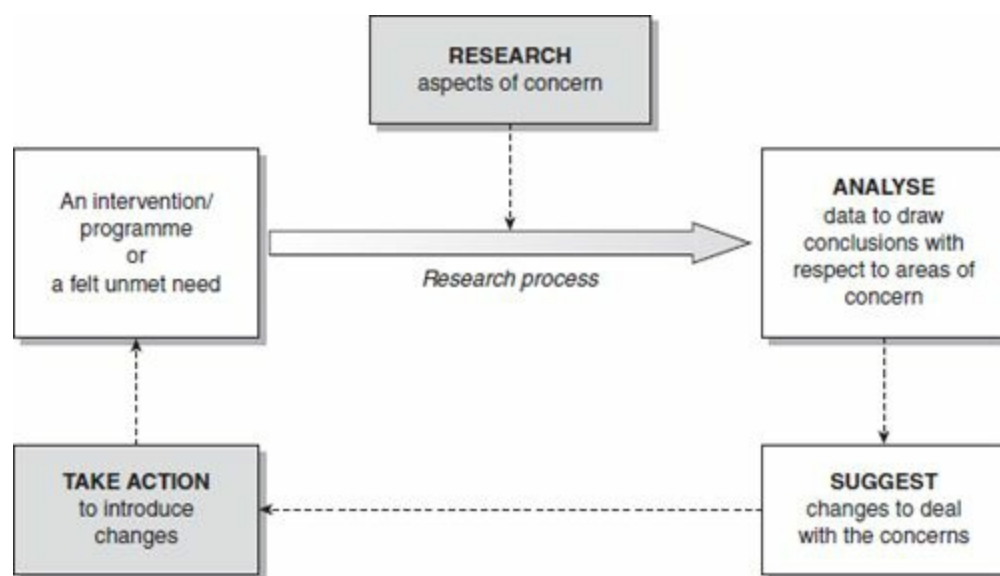 RESEARCH
aspects of concern
An intervention/
programme
or
a felt unmet need
Research process
ANALYSE
data to draw
conclusions with
respect to areas of
concern
TAKE ACTION
to introduce
changes
SUGGEST
changes to deal
with the concerns